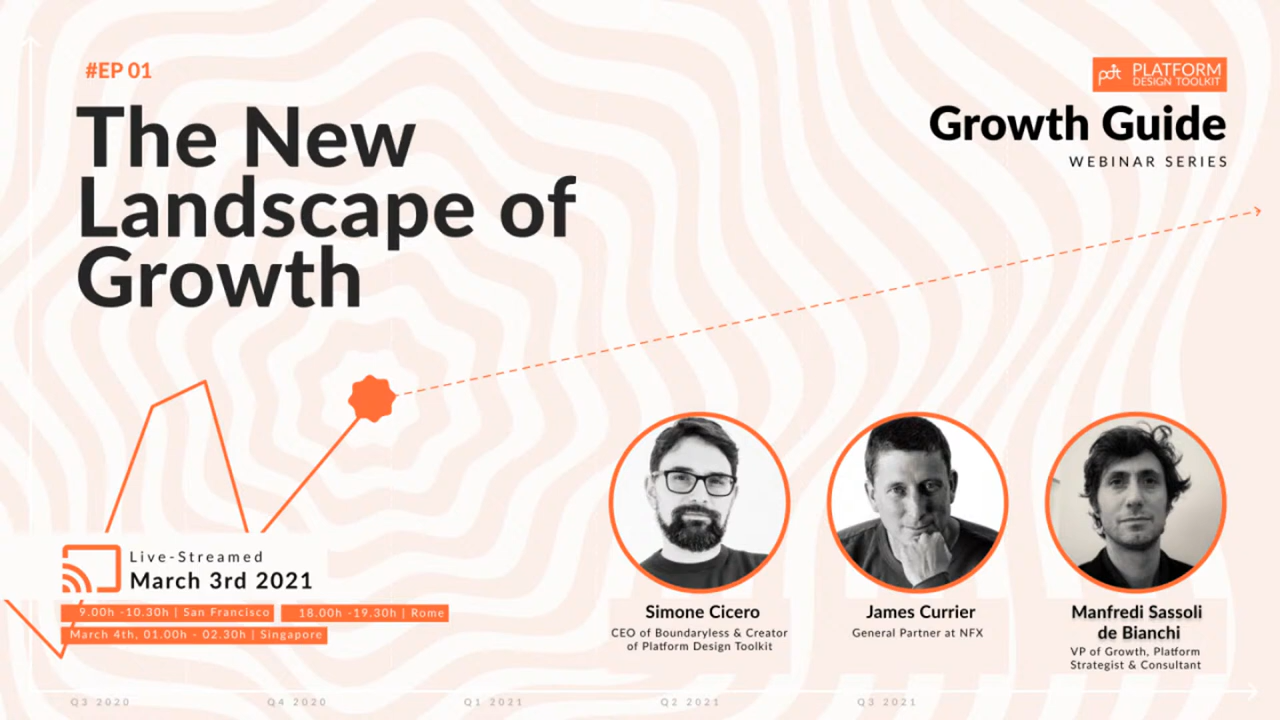 #EP 01
The New
Landscape of
Growth
pdt PLATFORM
DESIGN TOOLKIT
Growth Guide
WEBINAR SERIES
Live-Streamed
March 3rd 2021
9.00h -10.30h | San Francisco
18.00h -19.30h | Rome
March 4th, 01.00h - 02.30h | Singapore
Simone Cicero
CEO of Boundaryless & Creator
of Platform Design Toolkit
James Currier
General Partner at NFX
Manfredi Sassoli
de Bianchi
VP of Growth, Platform
Strategist & Consultant
Q3 2020
Q4 2020
Q1 2021
Q2 2021
Q3 2021